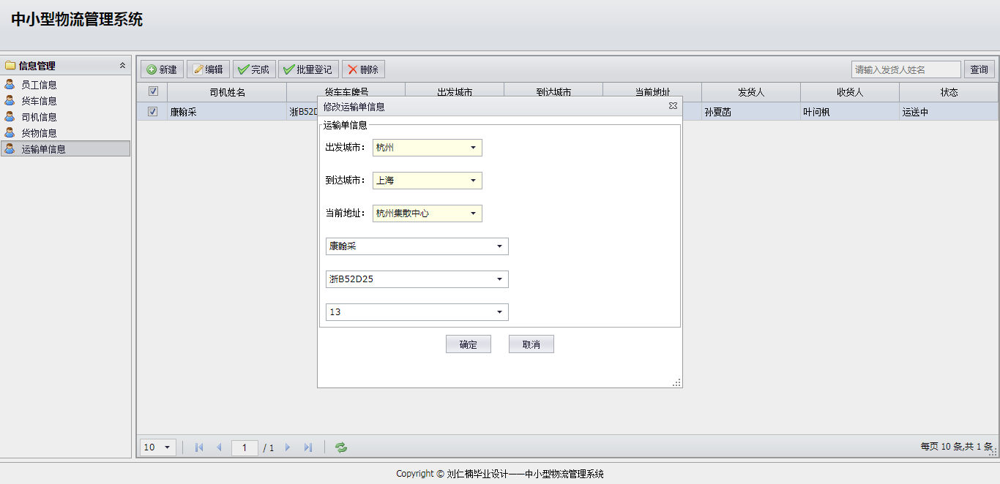 中小型物流管理系统
信息管理
员工信息
货车信息
司机信息
货物信息
运输单信息
新建 编辑 完成 批量登记 删除 请输入发货人姓名 查询
司机姓名 货车车牌号 出发城市 到达城市 当前地址 发货人 收货人 状态
康翰采 浙B52D 孙夏菡 叶问枫 运送中
修改运输单信息
运输单信息
出发城市： 杭州
到达城市： 上海
当前地址： 杭州集散中心
康翰采
浙B52D25
13
确定 取消
10 1 / 1 每页 10 条,共 1 条
Copyright © 刘仁楠毕业设计——中小型物流管理系统